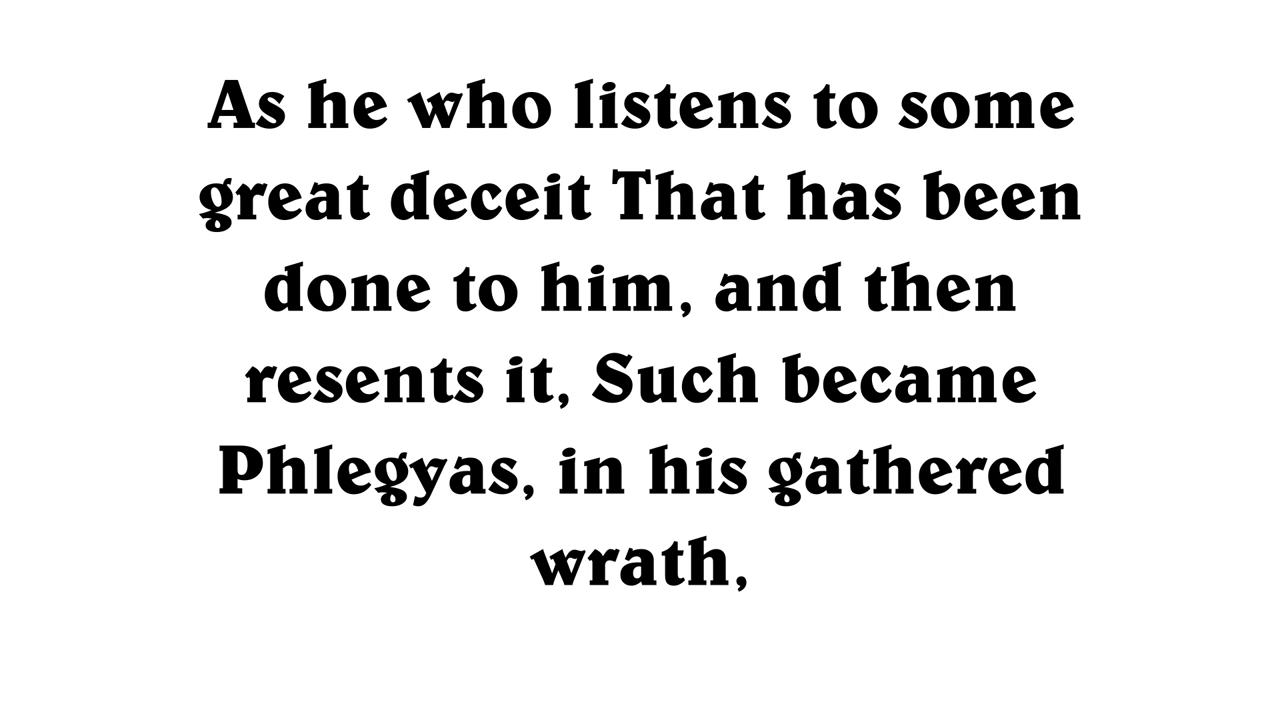 As he who listens to some
great deceit That has been
done to him, and then
resents it, Such became
Phlegyas, in his gathered
wrath,